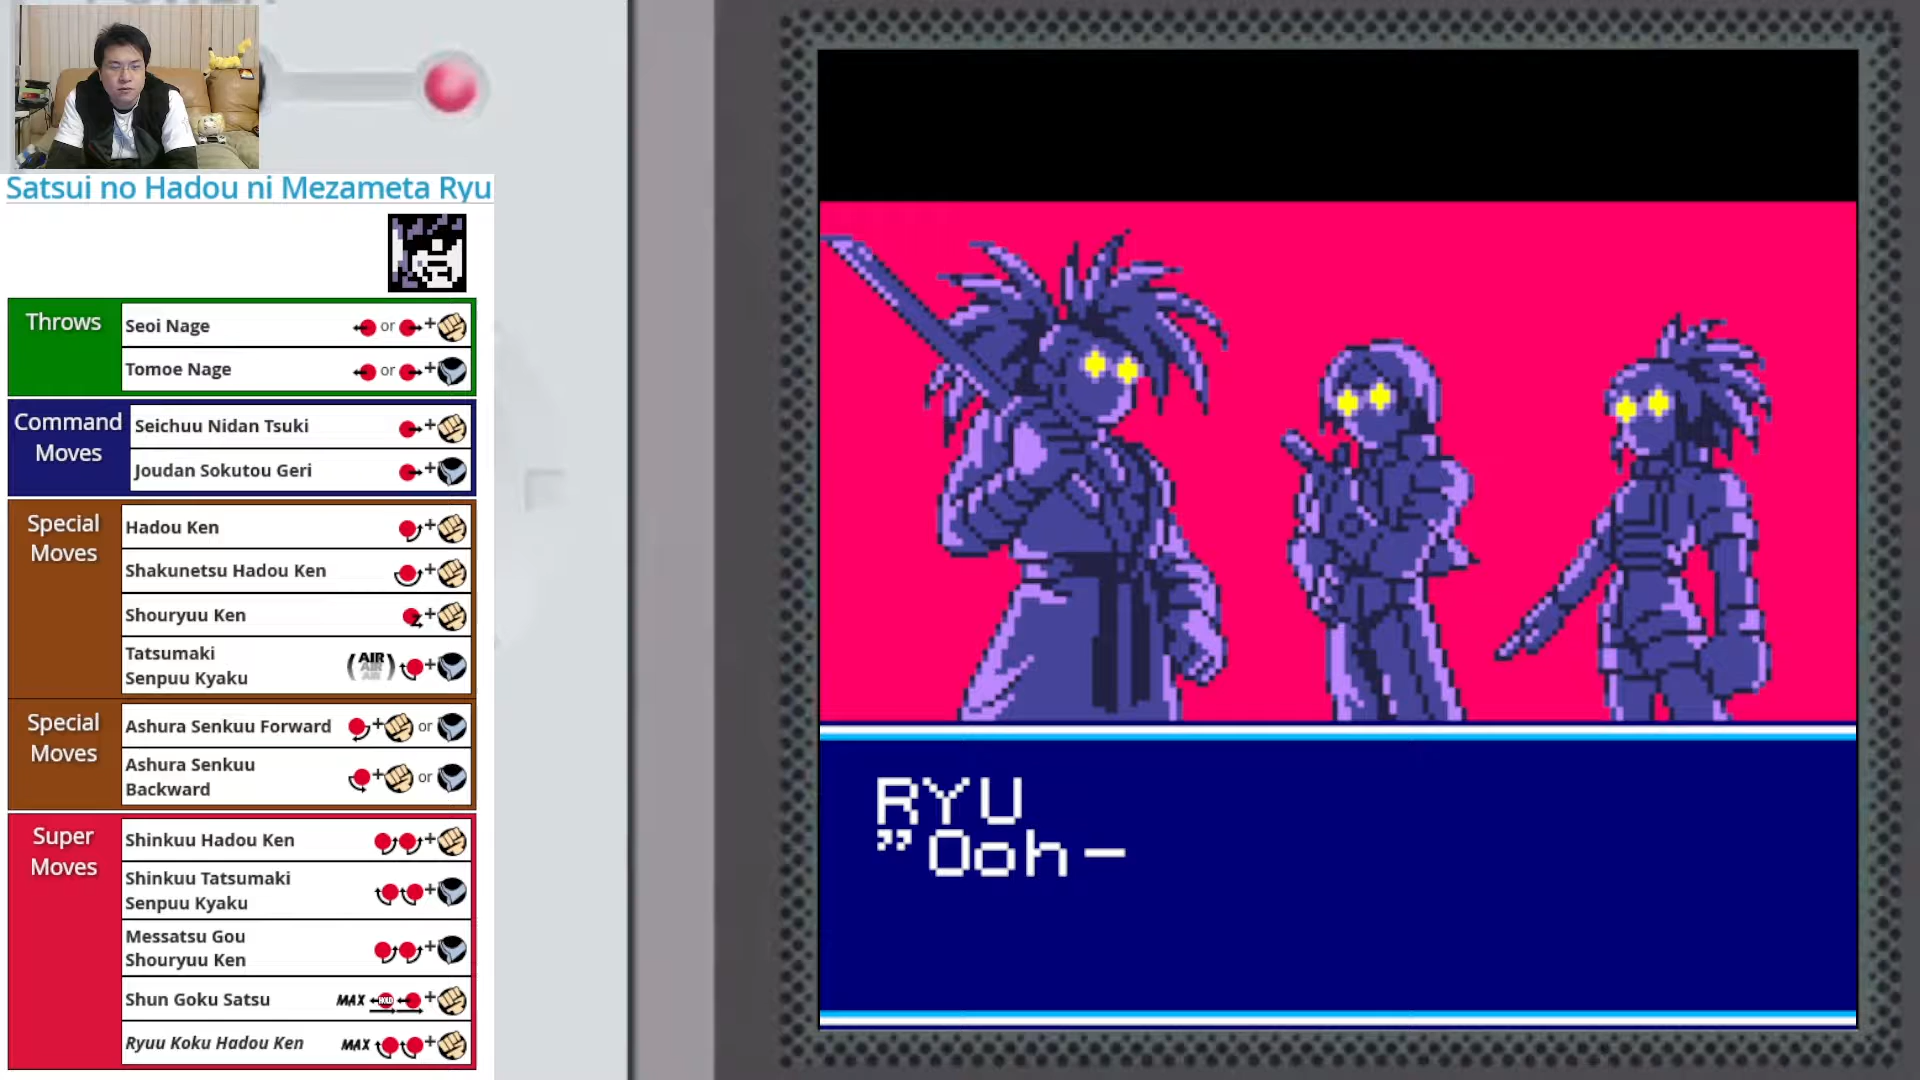 Satsui no Hadou ni Mezameta Ryu
Throws
Seoi Nage
or
Tomoe Nage
or
Command
Moves
Seichuu Nidan Tsuki
Joudan Sokutou Geri
Special
Moves
Hadou Ken
Shakunetsu Hadou Ken
Shouryuu Ken
Tatsumaki
Senpuu Kyaku
(AIR)
Special
Moves
Ashura Senkuu Forward
or
Ashura Senkuu
Backward
or
Super
Moves
Shinkuu Hadou Ken
Shinkuu Tatsumaki
Senpuu Kyaku
Messatsu Gou
Shouryuu Ken
Shun Goku Satsu
MAX
HOLD
Ryuu Koku Hadou Ken
MAX
RYU
"Ooh–